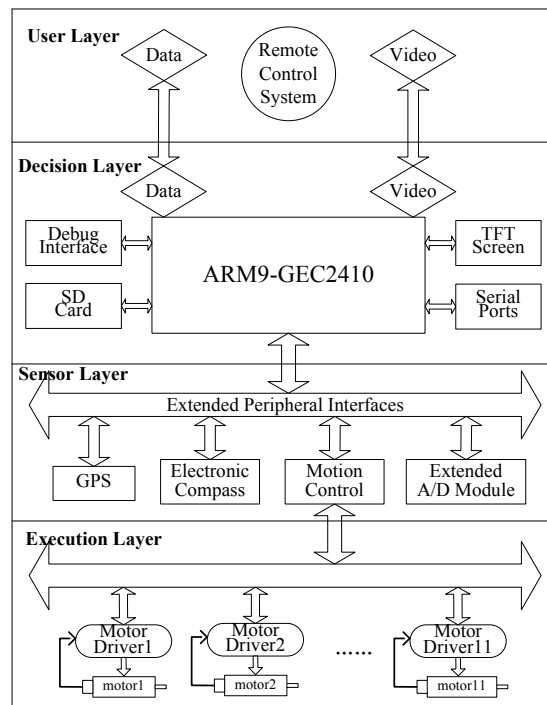 User Layer
Data
Remote
Control
System
Video
Decision Layer
Data
Video
Debug
Interface
SD
Card
ARM9-GEC2410
TFT
Screen
Serial
Ports
Sensor Layer
Extended Peripheral Interfaces
GPS
Electronic
Compass
Motion
Control
Extended
A/D Module
Execution Layer
Motor
Driver1
Motor
Driver2
......
Motor
Driver11
motor1
motor2
motor11